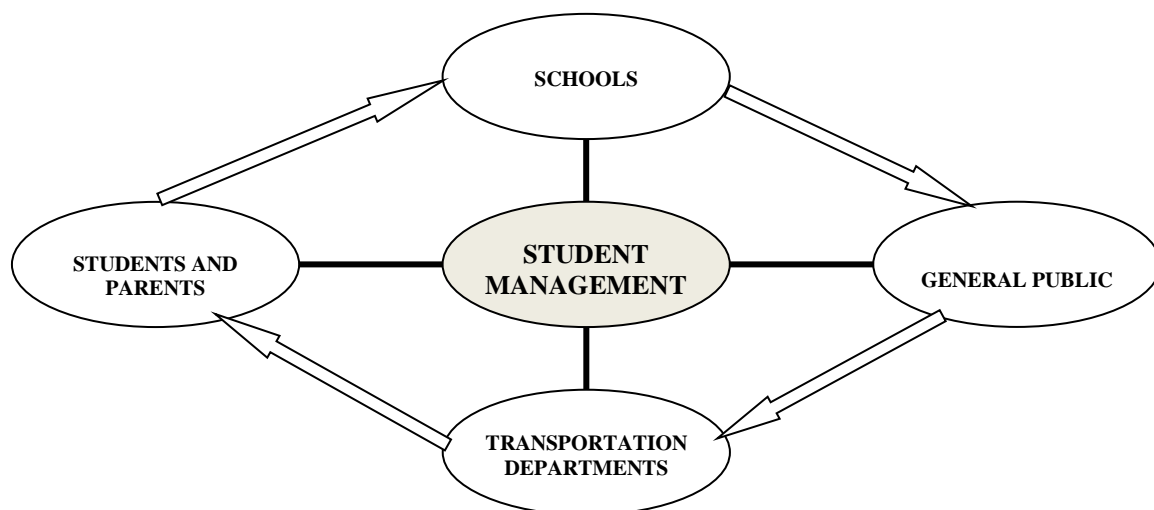 SCHOOLS
STUDENTS AND
PARENTS
STUDENT
MANAGEMENT
GENERAL PUBLIC
TRANSPORTATION
DEPARTMENTS